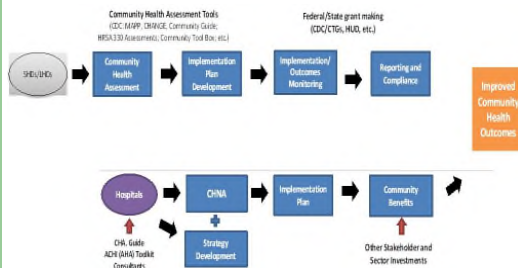 Community Health Assessment Tools
(CDC: MAPP, CHANGE, Community Guide;
HRSA 330 Assessments; Community Tool Box; etc.)
Federal/State grant making
(CDC/CTGs, HUD, etc.)
SHDs/LHDs
Community
Health
Assessment
Implementation
Plan
Development
Implementation/
Outcomes
Monitoring
Reporting and
Compliance
Improved
Community
Health
Outcomes
Hospitals
CHNA
Implementation
Plan
Community
Benefits
Strategy
Development
CHA. Guide
ACHI (AHA) Toolkit
Consultants
Other Stakeholder and
Sector Investments